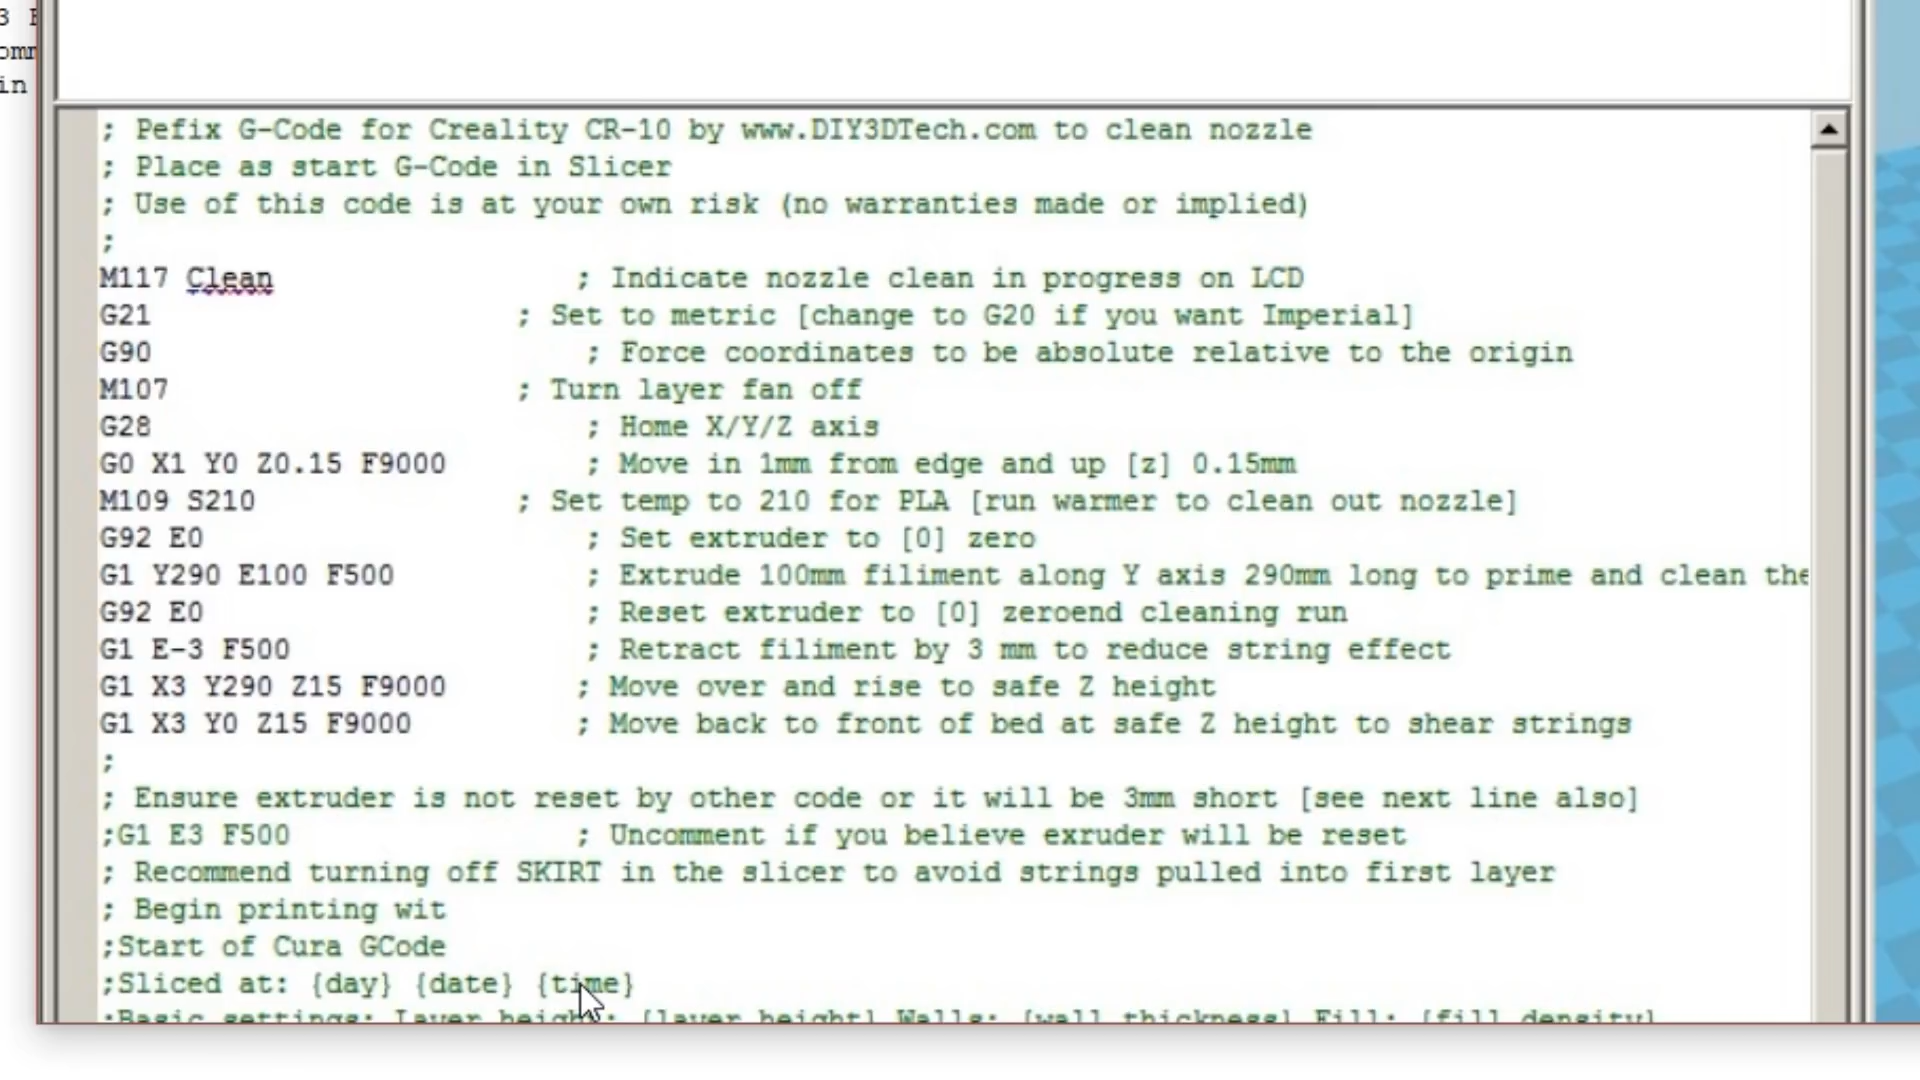 in
; Pefix G-Code for Creality CR-10 by www.DIY3DTech.com to clean nozzle
; Place as start G-Code in Slicer
; Use of this code is at your own risk (no warranties made or implied)
;
M117 Clean ; Indicate nozzle clean in progress on LCD
G21 ; Set to metric [change to G20 if you want Imperial]
G90 ; Force coordinates to be absolute relative to the origin
M107 ; Turn layer fan off
G28 ; Home X/Y/Z axis
G0 X1 Y0 Z0.15 F9000 ; Move in 1mm from edge and up [z] 0.15mm
M109 S210 ; Set temp to 210 for PLA [run warmer to clean out nozzle]
G92 E0 ; Set extruder to [0] zero
G1 Y290 E100 F500 ; Extrude 100mm filiment along Y axis 290mm long to prime and clean the
G92 E0 ; Reset extruder to [0] zeroend cleaning run
G1 E-3 F500 ; Retract filiment by 3 mm to reduce string effect
G1 X3 Y290 Z15 F9000 ; Move over and rise to safe Z height
G1 X3 Y0 Z15 F9000 ; Move back to front of bed at safe Z height to shear strings
;
; Ensure extruder is not reset by other code or it will be 3mm short [see next line also]
;G1 E3 F500 ; Uncomment if you believe exruder will be reset
; Recommend turning off SKIRT in the slicer to avoid strings pulled into first layer
; Begin printing wit
;Start of Cura GCode
;Sliced at: {day} {date} {time}
;Basic settings: Layer height: {layer_height} Walls: {wall_thickness} Fill: {fill_density}